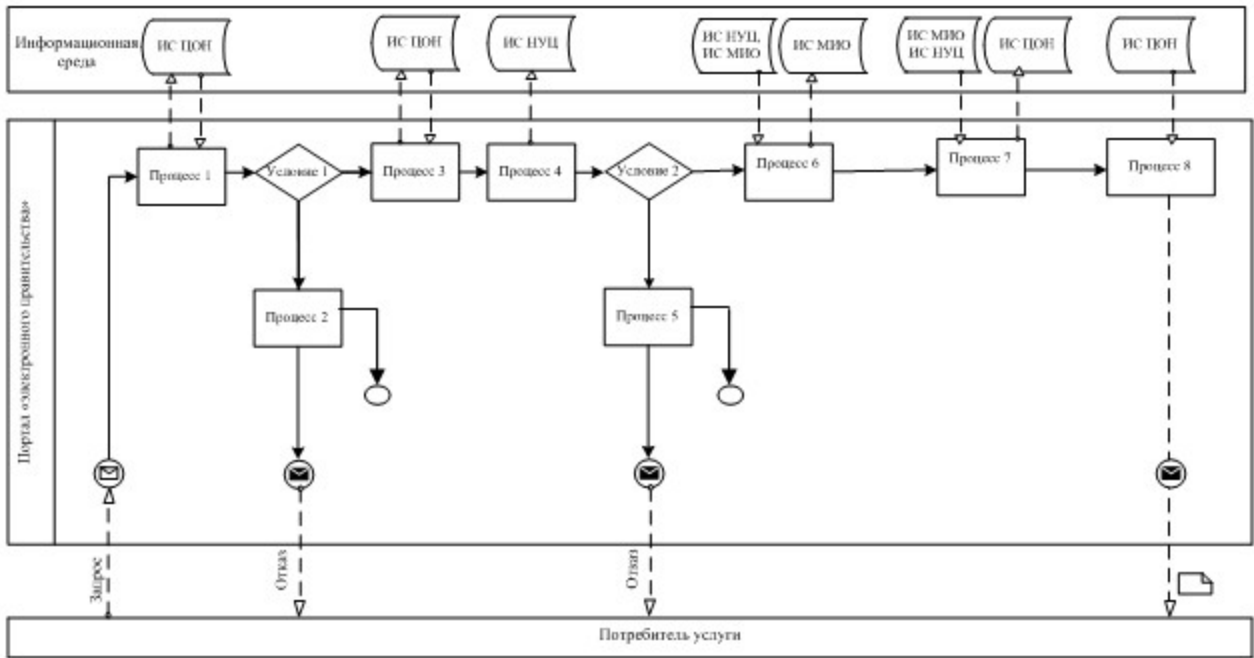 Информационная
среда
ИС ЦОН
ИС ЦОН
ИС НУЦ
ИС НУЦ,
ИС МИО
ИС МИО
ИС МИО
ИС НУЦ
ИС ЦОН
ИС ЦОН
Портал «электронного правительства»
Процесс 1
Условие 1
Процесс 3
Процесс 4
Условие 2
Процесс 6
Процесс 7
Процесс 8
Процесс 2
Процесс 5
Запрос
Отказ
Отказ
Потребитель услуги